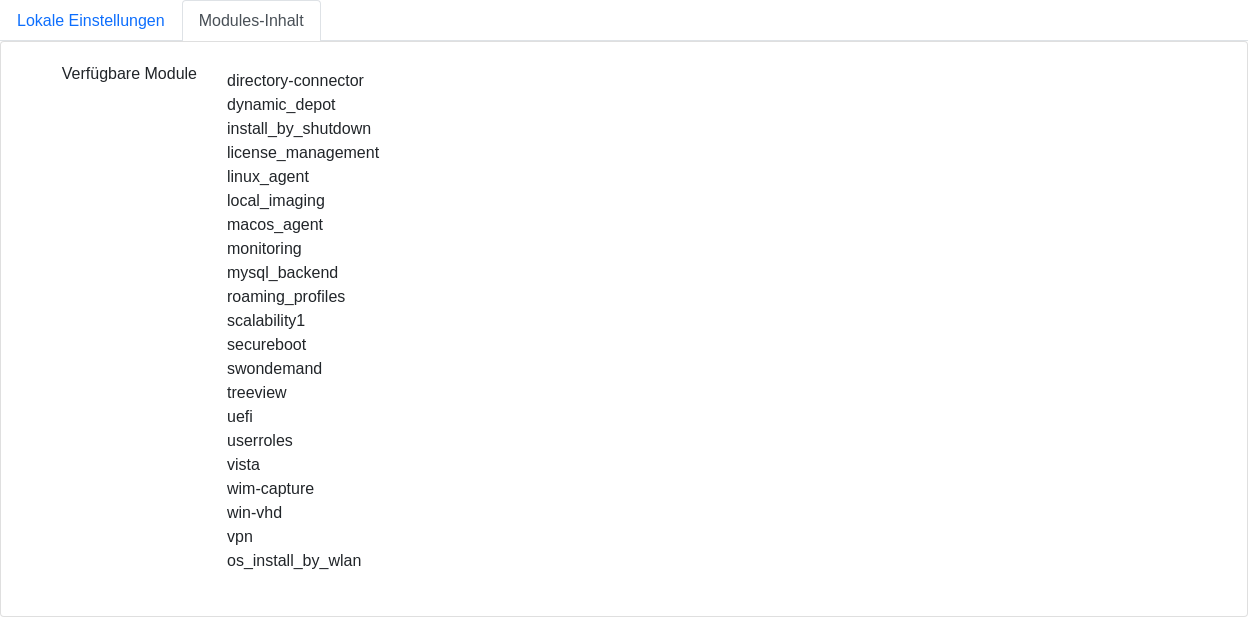 Lokale Einstellungen
Modules-Inhalt
Verfügbare Module
directory-connector
dynamic_depot
install_by_shutdown
license_management
linux_agent
local_imaging
macos_agent
monitoring
mysql_backend
roaming_profiles
scalability1
secureboot
swondemand
treeview
uefi
userroles
vista
wim-capture
win-vhd
vpn
os_install_by_wlan